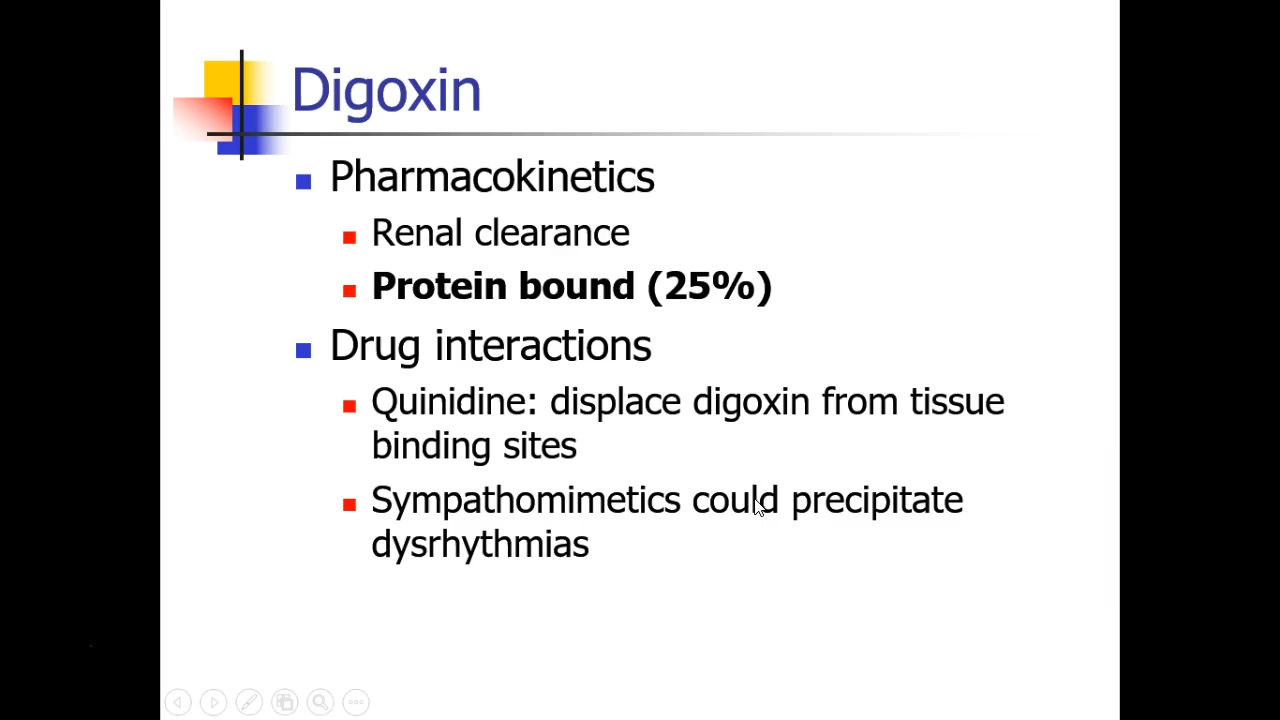 Digoxin
Pharmacokinetics
Renal clearance
Protein bound (25%)
Drug interactions
Quinidine: displace digoxin from tissue
binding sites
Sympathomimetics could precipitate
dysrhythmias